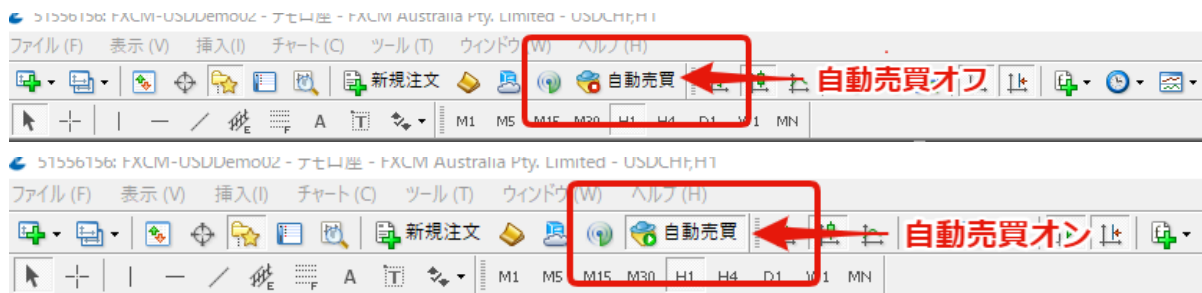 51556156: FXCM-USDDemo02 - デモ口座 - FXCM Australia Pty. Limited - USDCHF,H1
ファイル (F) 表示 (V) 挿入(I) チャート (C) ツール (T) ウィンドウ (W) ヘルプ (H)
新規注文 自動売買 自動売買オフ
E F A T M1 M5 M15 M30 H1 H4 D1 W1 MN
51556156: FXCM-USDDemo02 - デモ口座 - FXCM Australia Pty. Limited - USDCHF,H1
ファイル (F) 表示 (V) 挿入(I) チャート (C) ツール (T) ウィンドウ (W) ヘルプ (H)
新規注文 自動売買 自動売買オン
E F A T M1 M5 M15 M30 H1 H4 D1 W1 MN